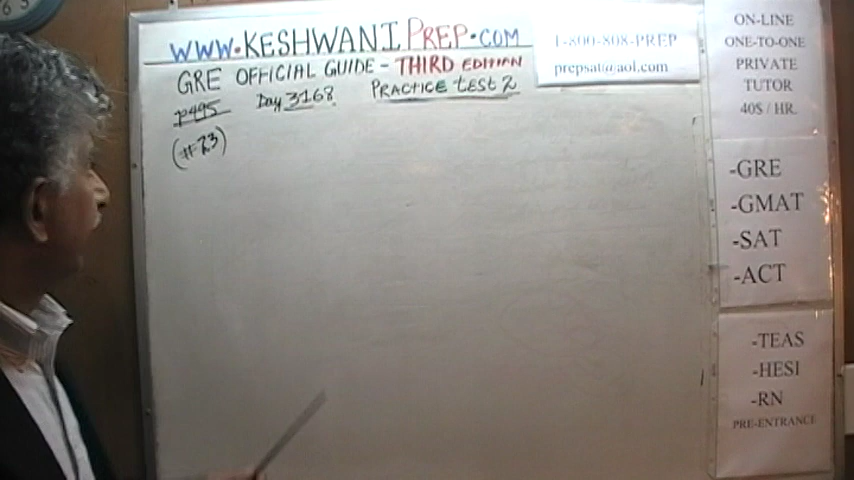 WWW.KESHWANIPREP.COM
GRE OFFICIAL GUIDE - THIRD EDITION
p495 Day 3168 PRACTICE tEST 2
(#23)
1-800-808-PREP
prepsat@aol.com
ON-LINE
ONE-TO-ONE
PRIVATE
TUTOR
40$ / HR.
-GRE
-GMAT
-SAT
-ACT
-TEAS
-HESI
-RN
PRE-ENTRANCE